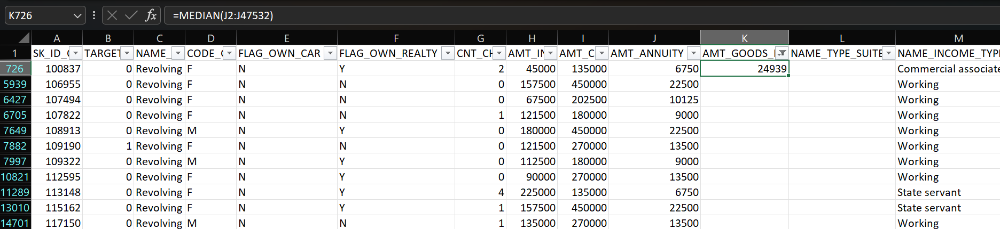 K726 fx =MEDIAN(J2:J47532)
A B C D E F G H I J K L M
1 SK_ID_ TARGET NAME_ CODE_ FLAG_OWN_CAR FLAG_OWN_REALTY CNT_CH AMT_IN AMT_C AMT_ANNUITY AMT_GOODS_ NAME_TYPE_SUITE NAME_INCOME_TYP
726 100837 0 Revolving F N Y 2 45000 135000 6750 24939 Commercial associate
5939 106955 0 Revolving F N N 0 157500 450000 22500 Working
6427 107494 0 Revolving F N N 0 67500 202500 10125 Working
6705 107822 0 Revolving F N N 1 121500 180000 9000 Working
7649 108913 0 Revolving M N Y 0 180000 450000 22500 Working
7882 109190 1 Revolving F N N 0 121500 270000 13500 Working
7997 109322 0 Revolving M N Y 0 112500 180000 9000 Working
10821 112595 0 Revolving F N Y 0 90000 270000 13500 Working
11289 113148 0 Revolving F N Y 4 225000 135000 6750 State servant
13010 115162 0 Revolving F N Y 1 157500 450000 22500 State servant
14701 117150 0 Revolving M N N 1 135000 270000 13500 Working